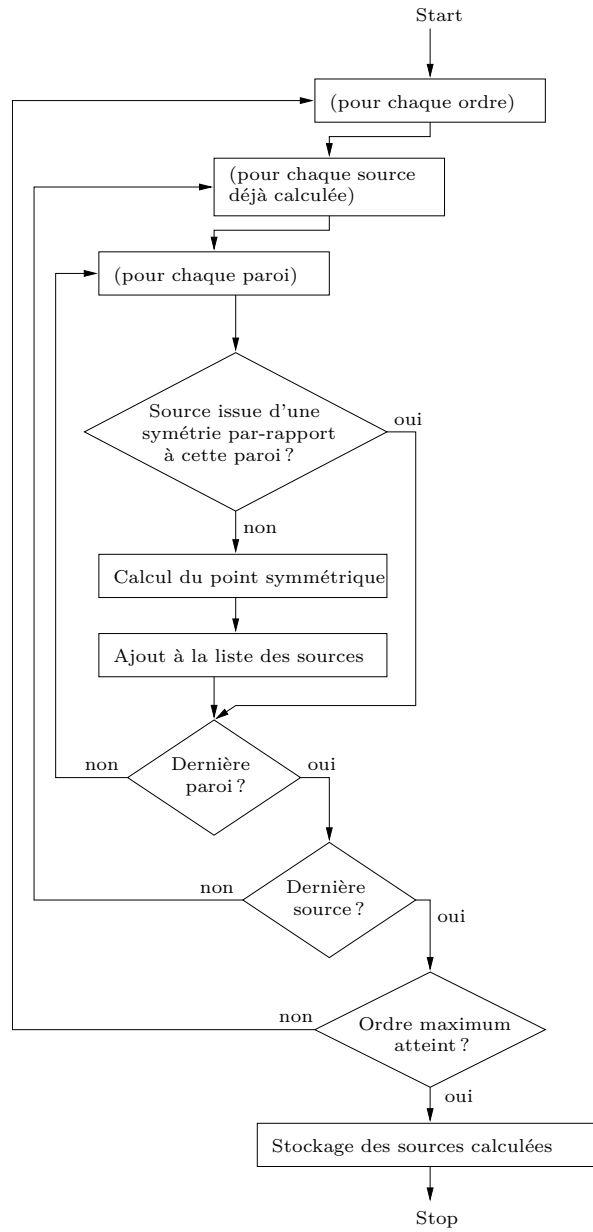 Start
(pour chaque ordre)
(pour chaque source
déjà calculée)
(pour chaque paroi)
Source issue d'une
symétrie par-rapport
à cette paroi ?
oui
non
Calcul du point symmétrique
Ajout à la liste des sources
non
Dernière
paroi ?
oui
non
Dernière
source ?
oui
non
Ordre maximum
atteint ?
oui
Stockage des sources calculées
Stop